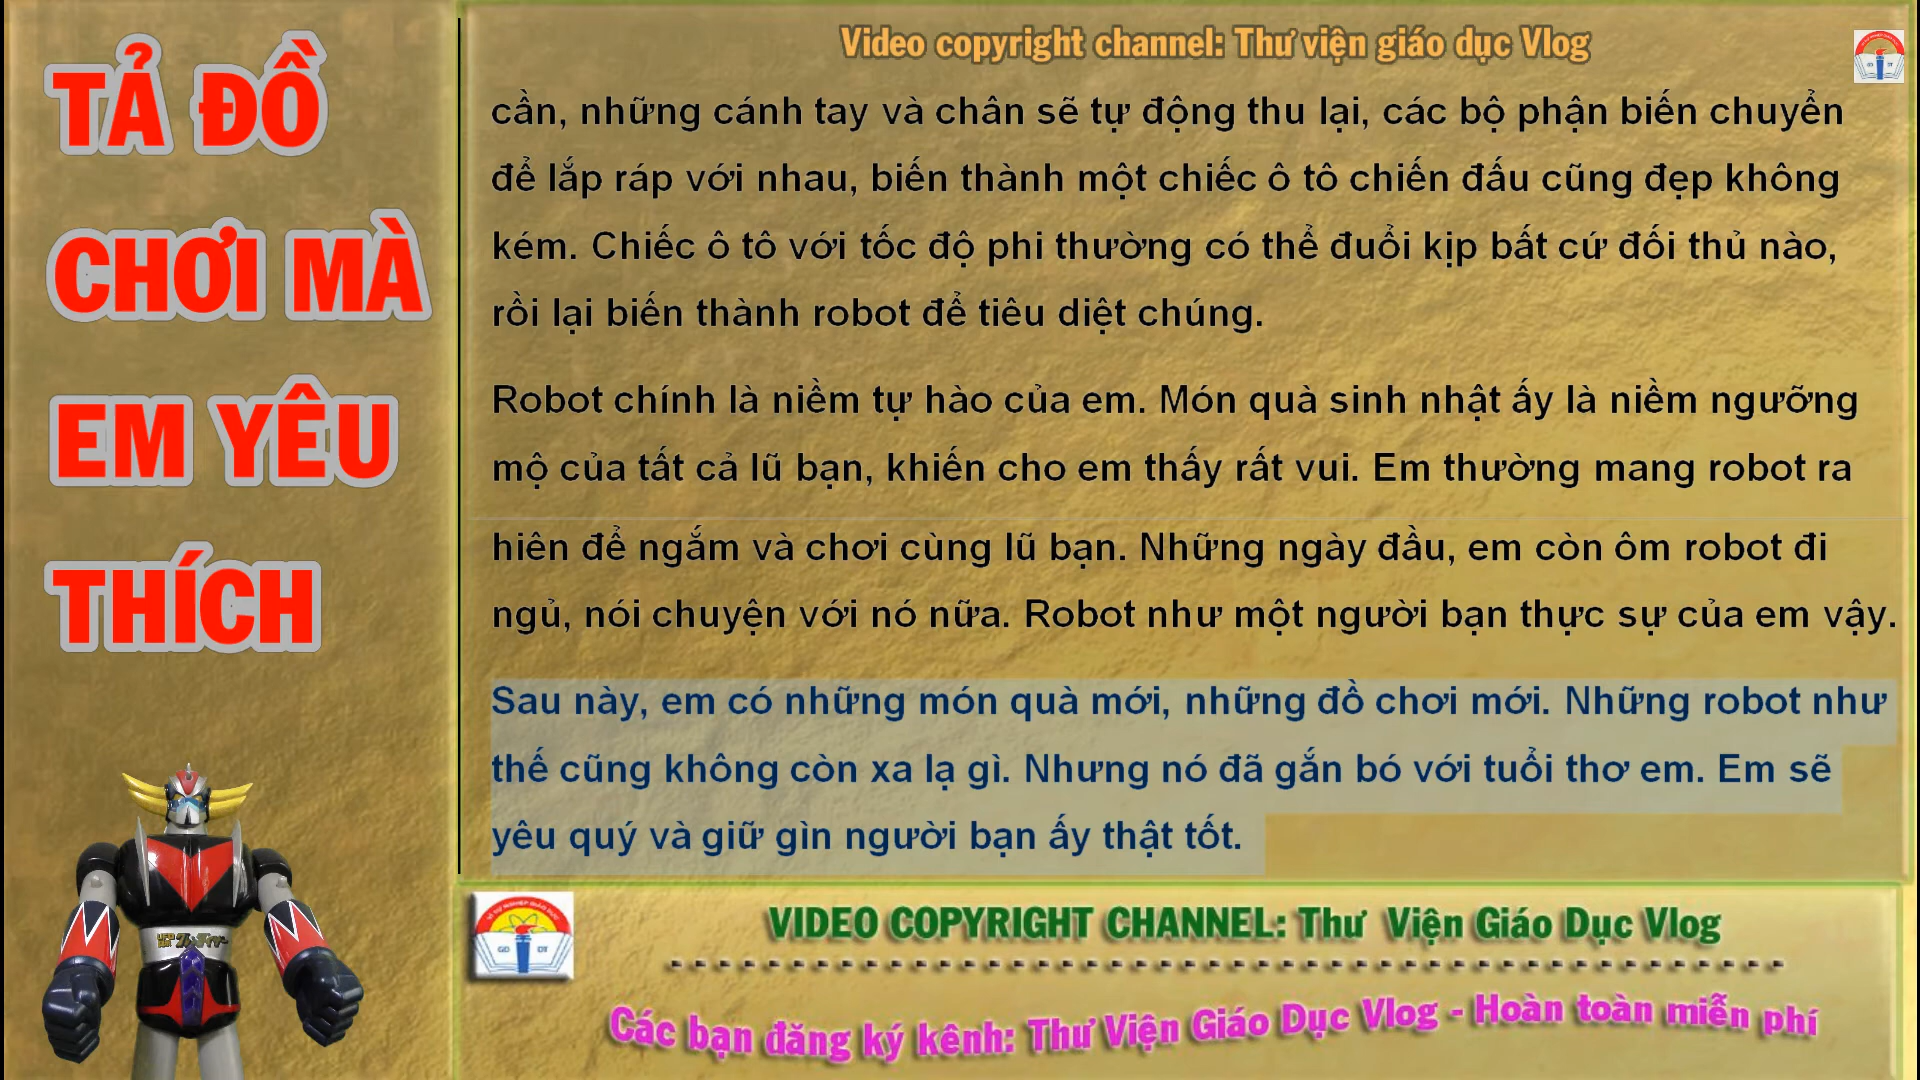 TẢ ĐỒ
CHƠI MÀ
EM YÊU
THÍCH
Video copyright channel: Thư viện giáo dục Vlog
cần, những cánh tay và chân sẽ tự động thu lại, các bộ phận biến chuyển
để lắp ráp với nhau, biến thành một chiếc ô tô chiến đấu cũng đẹp không
kém. Chiếc ô tô với tốc độ phi thường có thể đuổi kịp bất cứ đối thủ nào,
rồi lại biến thành robot để tiêu diệt chúng.
Robot chính là niềm tự hào của em. Món quà sinh nhật ấy là niềm ngưỡng
mộ của tất cả lũ bạn, khiến cho em thấy rất vui. Em thường mang robot ra
hiên để ngắm và chơi cùng lũ bạn. Những ngày đầu, em còn ôm robot đi
ngủ, nói chuyện với nó nữa. Robot như một người bạn thực sự của em vậy.
Sau này, em có những món quà mới, những đồ chơi mới. Những robot như
thế cũng không còn xa lạ gì. Nhưng nó đã gắn bó với tuổi thơ em. Em sẽ
yêu quý và giữ gìn người bạn ấy thật tốt.
VÌ SỰ NGHIỆP GIÁO DỤC
GD ĐT
VIDEO COPYRIGHT CHANNEL: Thư Viện Giáo Dục Vlog
Các bạn đăng ký kênh: Thư Viện Giáo Dục Vlog - Hoàn toàn miễn phí